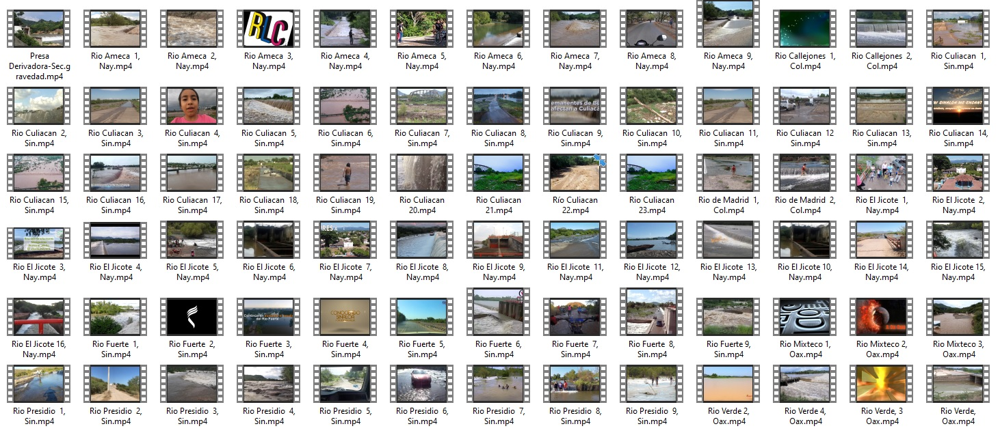 Presa
Derivadora-Sec.g
ravedad.mp4
Rio Ameca 1,
Nay.mp4
Rio Ameca 2,
Nay.mp4
RLC
Rio Ameca 3,
Nay.mp4
Rio Ameca 4,
Nay.mp4
Rio Ameca 5,
Nay.mp4
Rio Ameca 6,
Nay.mp4
Rio Ameca 7,
Nay.mp4
Rio Ameca 8,
Nay.mp4
Rio Ameca 9,
Nay.mp4
Rio Callejones 1,
Col.mp4
Rio Callejones 2,
Col.mp4
Rio Culiacan 1,
Sin.mp4
Rio Culiacan 2,
Sin.mp4
Rio Culiacan 3,
Sin.mp4
Rio Culiacan 4,
Sin.mp4
Rio Culiacan 5,
Sin.mp4
Rio Culiacan 6,
Sin.mp4
Rio Culiacan 7,
Sin.mp4
Rio Culiacan 8,
Sin.mp4
emanentes de Bl
afectan a Culiacá
Rio Culiacan 9,
Sin.mp4
Rio Culiacan 10,
Sin.mp4
Rio Culiacan 11,
Sin.mp4
Rio Culiacan 12
Sin.mp4
Rio Culiacan 13,
Sin.mp4
MI SINALOA ME ENCANT
Rio Culiacan 14,
Sin.mp4
Rio Culiacan 15,
Sin.mp4
Rio Culiacan 16,
Sin.mp4
Rio Culiacan 17,
Sin.mp4
Rio Culiacan 18,
Sin.mp4
Rio Culiacan 19,
Sin.mp4
Rio Culiacan
20.mp4
Rio Culiacan
21.mp4
Río Culiacan
22.mp4
Rio Culiacan
23.mp4
Rio de Madrid 1,
Col.mp4
Rio de Madrid 2,
Col.mp4
Rio El Jicote 1,
Nay.mp4
Rio El Jicote 2,
Nay.mp4
Rio El Jicote 3,
Nay.mp4
Rio El Jicote 4,
Nay.mp4
Rio El Jicote 5,
Nay.mp4
Rio El Jicote 6,
Nay.mp4
RES
Rio El Jicote 7,
Nay.mp4
Rio El Jicote 8,
Nay.mp4
Rio El Jicote 9,
Nay.mp4
Rio El Jicote 11,
Nay.mp4
Rio El Jicote 12,
Nay.mp4
Rio El Jicote 13,
Nay.mp4
Rio El Jicote 10,
Nay.mp4
Rio El Jicote 14,
Nay.mp4
Rio El Jicote 15,
Nay.mp4
Rio El Jicote 16,
Nay.mp4
Rio Fuerte 1,
Sin.mp4
Rio Fuerte 2,
Sin.mp4
Continúan
del Rio Fuerte
Rio Fuerte 3,
Sin.mp4
CONOCIENDO
SINALOA
Rio Fuerte 4,
Sin.mp4
Rio Fuerte 5,
Sin.mp4
Rio Fuerte 6,
Sin.mp4
Rio Fuerte 7,
Sin.mp4
Rio Fuerte 8,
Sin.mp4
Rio Fuerte 9,
Sin.mp4
Rio Mixteco 1,
Oax.mp4
Rio Mixteco 2,
Oax.mp4
Rio Mixteco 3,
Oax.mp4
Rio Presidio 1,
Sin.mp4
Rio Presidio 2,
Sin.mp4
Rio Presidio 3,
Sin.mp4
Rio Presidio 4,
Sin.mp4
Rio Presidio 5,
Sin.mp4
Rio Presidio 6,
Sin.mp4
Rio Presidio 7,
Sin.mp4
Rio Presidio 8,
Sin.mp4
Rio Presidio 9,
Sin.mp4
Rio Verde 2,
Oax.mp4
Rio Verde 4,
Oax.mp4
Rio Verde, 3
Oax.mp4
Rio Verde,
Oax.mp4